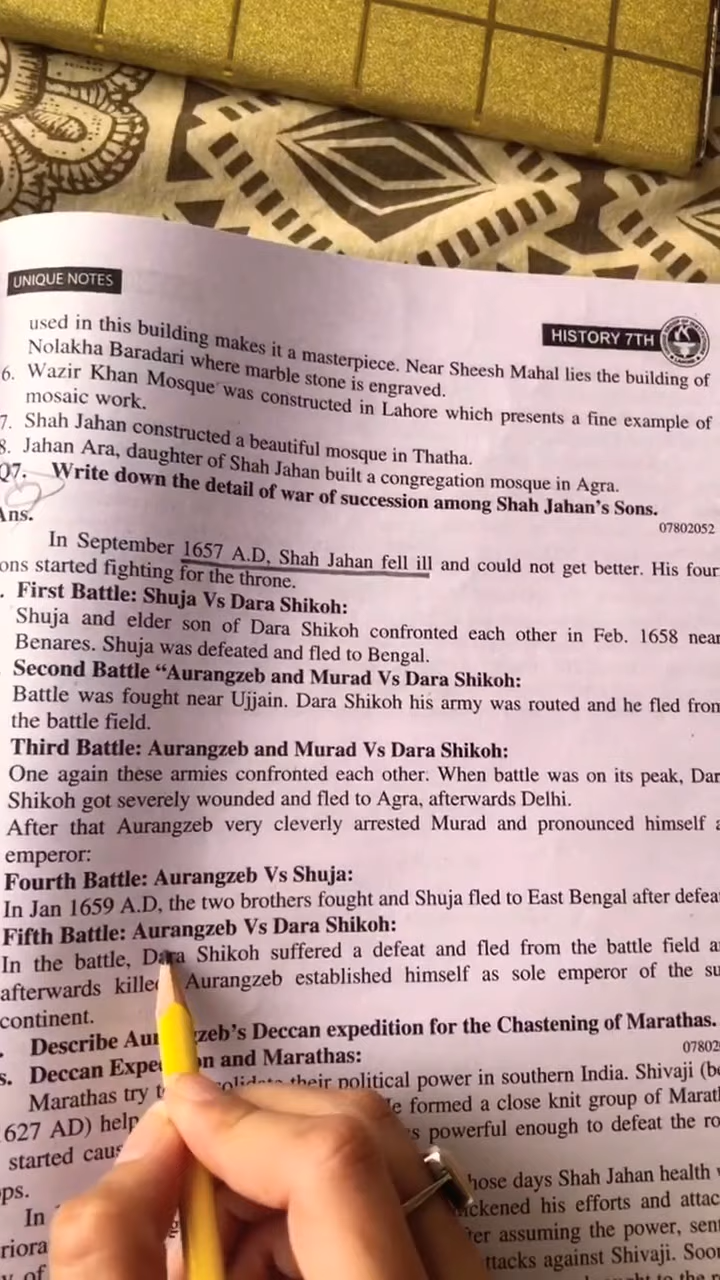 UNIQUE NOTES
HISTORY 7TH
used in this building makes it a masterpiece. Near Sheesh Mahal lies the building of
Nolakha Baradari where marble stone is engraved.
6. Wazir Khan Mosque was constructed in Lahore which presents a fine example of
mosaic work.
7. Shah Jahan constructed a beautiful mosque in Thatha.
8. Jahan Ara, daughter of Shah Jahan built a congregation mosque in Agra.
Q7. Write down the detail of war of succession among Shah Jahan's Sons.
07802052
Ans.
In September 1657 A.D, Shah Jahan fell ill and could not get better. His four
ons started fighting for the throne.
. First Battle: Shuja Vs Dara Shikoh:
Shuja and elder son of Dara Shikoh confronted each other in Feb. 1658 near
Benares. Shuja was defeated and fled to Bengal.
Second Battle “Aurangzeb and Murad Vs Dara Shikoh:
Battle was fought near Ujjain. Dara Shikoh his army was routed and he fled from
the battle field.
Third Battle: Aurangzeb and Murad Vs Dara Shikoh:
One again these armies confronted each other. When battle was on its peak, Dar
Shikoh got severely wounded and fled to Agra, afterwards Delhi.
After that Aurangzeb very cleverly arrested Murad and pronounced himself a
emperor:
Fourth Battle: Aurangzeb Vs Shuja:
In Jan 1659 A.D, the two brothers fought and Shuja fled to East Bengal after defea
Fifth Battle: Aurangzeb Vs Dara Shikoh:
In the battle, Dara Shikoh suffered a defeat and fled from the battle field a
afterwards kille Aurangzeb established himself as sole emperor of the su
continent.
. Describe Au zeb's Deccan expedition for the Chastening of Marathas.
0780
s. Deccan Expe on and Marathas:
Marathas try t their political power in southern India. Shivaji (b
627 AD) help e formed a close knit group of Marat
started cau s powerful enough to defeat the ro
ps.
In hose days Shah Jahan health
riora ckened his efforts and attac
y of er assuming the power, sent
ttacks against Shivaji. Soo